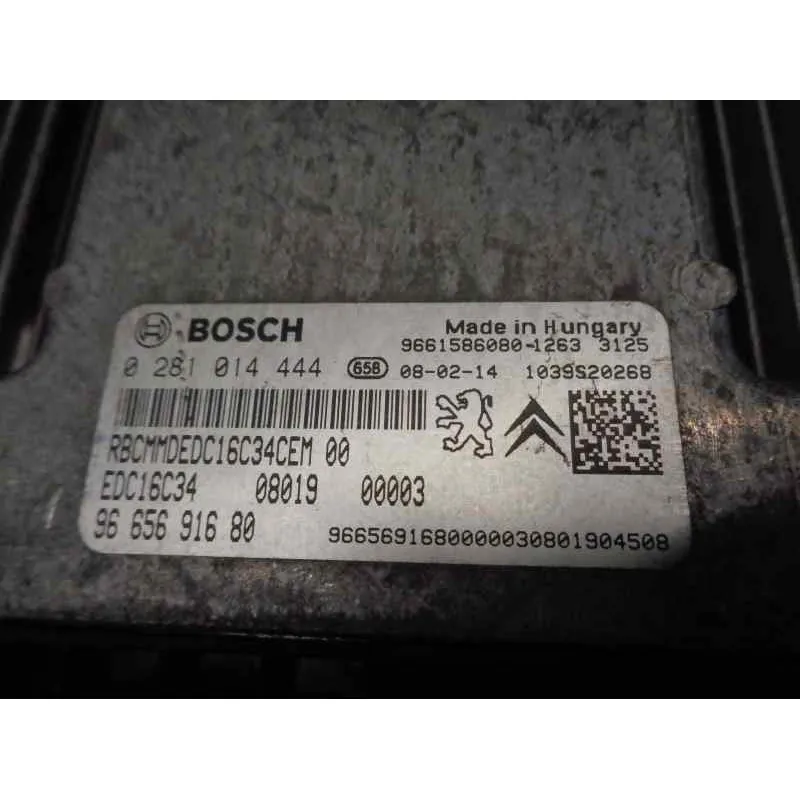 BOSCH
Made in Hungary
9661586080-1263 3125
0 281 014 444 658 08-02-14 1039S20268
RBCMMDEDC16C34CEM 00
EDC16C34 08019 00003
96 656 916 80
9665691680000030801904508